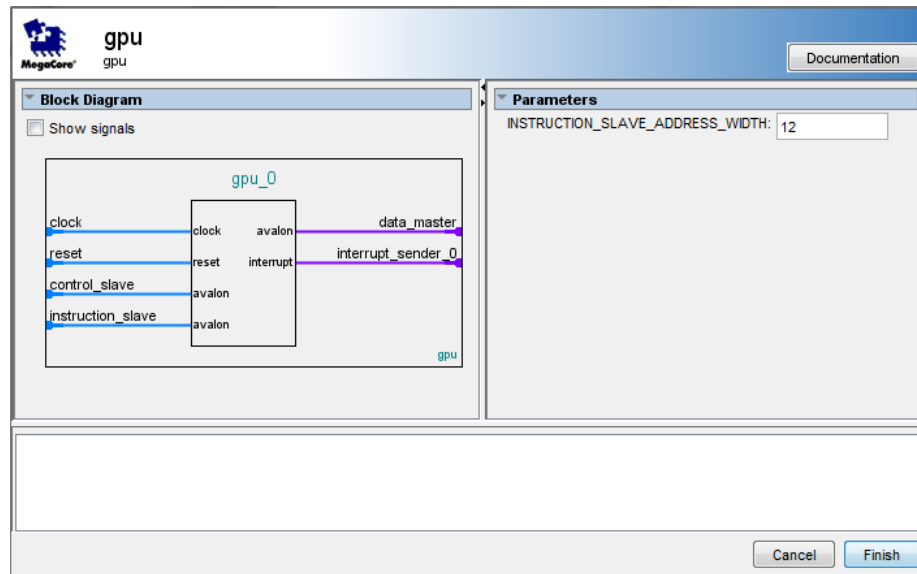 gpu
gpu
MegaCore'
Documentation
Block Diagram
Show signals
gpu_0
clock
reset
control_slave
instruction_slave
clock
reset
avalon
avalon
avalon
interrupt
data_master
interrupt_sender_0
gpu
Parameters
INSTRUCTION_SLAVE_ADDRESS_WIDTH: 12
Cancel
Finish